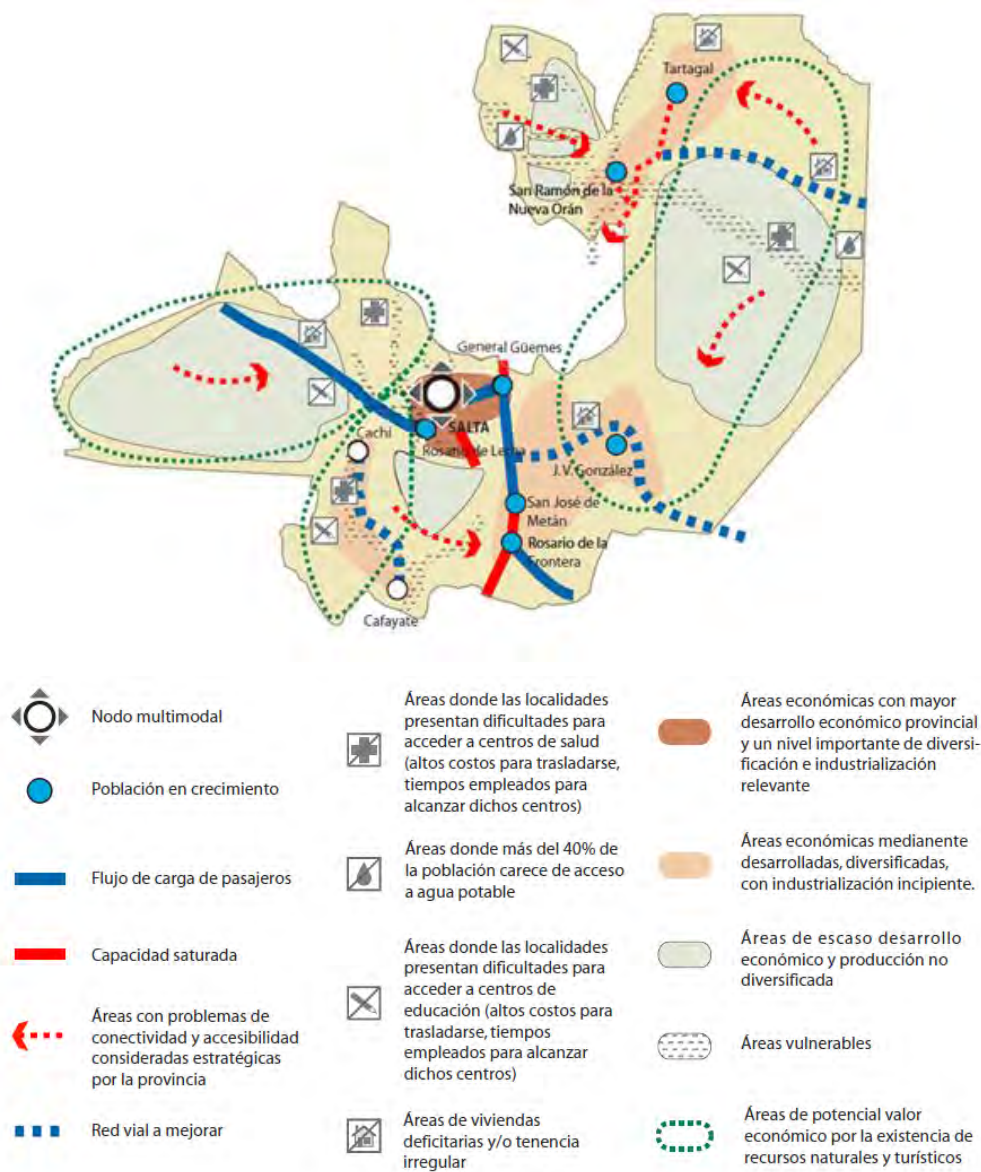 Tartagal
San Ramón de la
Nueva Orán
General Güemes
SALTA
Cachi
Rosario de Lerma
J.V. González
San José de
Metán
Rosario de la
Frontera
Cafayate
Nodo multimodal
Población en crecimiento
Flujo de carga de pasajeros
Capacidad saturada
Áreas con problemas de
conectividad y accesibilidad
consideradas estratégicas
por la provincia
Red vial a mejorar
Áreas donde las localidades
presentan dificultades para
acceder a centros de salud
(altos costos para trasladarse,
tiempos empleados para
alcanzar dichos centros)
Áreas donde más del 40% de
la población carece de acceso
a agua potable
Áreas donde las localidades
presentan dificultades para
acceder a centros de
educación (altos costos para
trasladarse, tiempos
empleados para alcanzar
dichos centros)
Áreas de viviendas
deficitarias y/o tenencia
irregular
Áreas económicas con mayor
desarrollo económico provincial
y un nivel importante de diversi-
ficación e industrialización
relevante
Áreas económicas medianente
desarrolladas, diversificadas,
con industrialización incipiente.
Áreas de escaso desarrollo
económico y producción no
diversificada
Áreas vulnerables
Áreas de potencial valor
económico por la existencia de
recursos naturales y turísticos